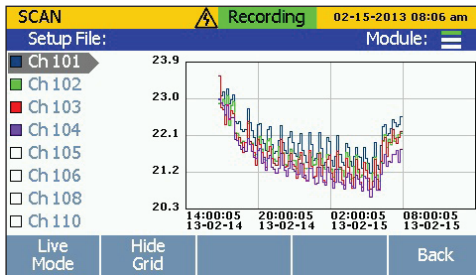 SCAN Recording 02-15-2013 08:06 am
Setup File: Module:
Ch 101
Ch 102
Ch 103
Ch 104
Ch 105
Ch 106
Ch 108
Ch 110
23.9
23.0
22.1
21.2
20.3
14:00:05 20:00:05 02:00:05 08:00:05
13-02-14 13-02-14 13-02-15 13-02-15
Live Mode
Hide Grid
Back